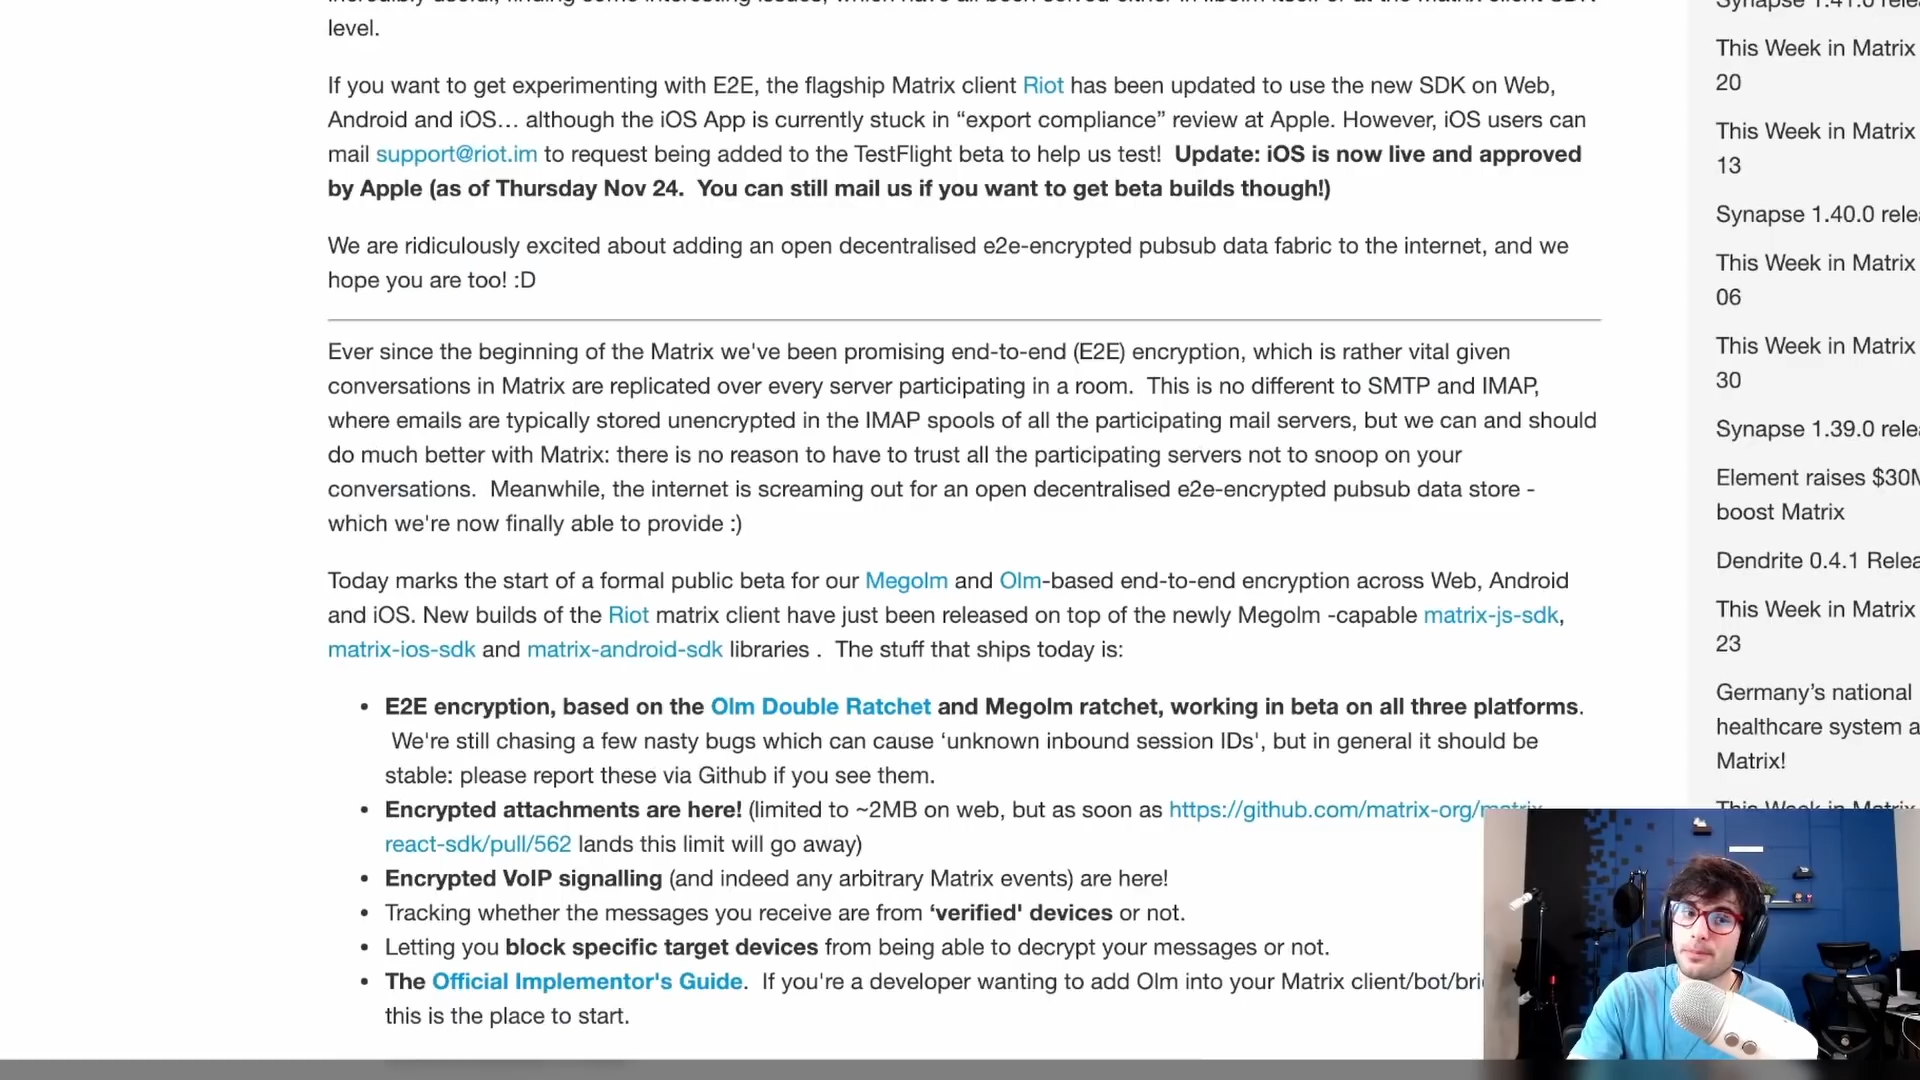 level.
If you want to get experimenting with E2E, the flagship Matrix client Riot has been updated to use the new SDK on Web,
Android and iOS… although the iOS App is currently stuck in “export compliance” review at Apple. However, iOS users can
mail support@riot.im to request being added to the TestFlight beta to help us test!  Update: iOS is now live and approved
by Apple (as of Thursday Nov 24.  You can still mail us if you want to get beta builds though!)
We are ridiculously excited about adding an open decentralised e2e-encrypted pubsub data fabric to the internet, and we
hope you are too! :D
Ever since the beginning of the Matrix we've been promising end-to-end (E2E) encryption, which is rather vital given
conversations in Matrix are replicated over every server participating in a room.  This is no different to SMTP and IMAP,
where emails are typically stored unencrypted in the IMAP spools of all the participating mail servers, but we can and should
do much better with Matrix: there is no reason to have to trust all the participating servers not to snoop on your
conversations.  Meanwhile, the internet is screaming out for an open decentralised e2e-encrypted pubsub data store -
which we're now finally able to provide :)
Today marks the start of a formal public beta for our Megolm and Olm-based end-to-end encryption across Web, Android
and iOS. New builds of the Riot matrix client have just been released on top of the newly Megolm -capable matrix-js-sdk,
matrix-ios-sdk and matrix-android-sdk libraries .  The stuff that ships today is:
• E2E encryption, based on the Olm Double Ratchet and Megolm ratchet, working in beta on all three platforms.
We're still chasing a few nasty bugs which can cause ‘unknown inbound session IDs', but in general it should be
stable: please report these via Github if you see them.
• Encrypted attachments are here! (limited to ~2MB on web, but as soon as https://github.com/matrix-org/matrix-
react-sdk/pull/562 lands this limit will go away)
• Encrypted VoIP signalling (and indeed any arbitrary Matrix events) are here!
• Tracking whether the messages you receive are from ‘verified' devices or not.
• Letting you block specific target devices from being able to decrypt your messages or not.
• The Official Implementor's Guide.  If you're a developer wanting to add Olm into your Matrix client/bot/bri
this is the place to start.
Synapse 1.41.0 rele
This Week in Matrix
20
This Week in Matrix
13
Synapse 1.40.0 rele
This Week in Matrix
06
This Week in Matrix
30
Synapse 1.39.0 rele
Element raises $30M
boost Matrix
Dendrite 0.4.1 Relea
This Week in Matrix
23
Germany’s national
healthcare system a
Matrix!
This Week in Matrix